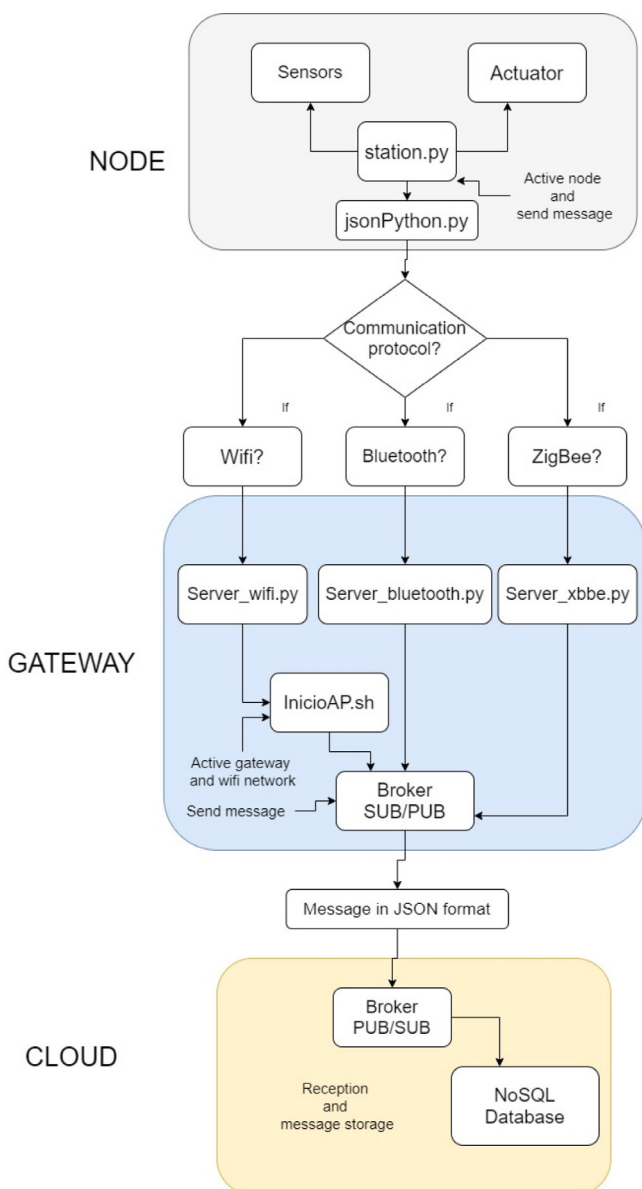 Sensors
Actuator
NODE
station.py
Active node
and
send message
jsonPython.py
Communication
protocol?
If
If
If
Wifi?
Bluetooth?
ZigBee?
Server_wifi.py
Server_bluetooth.py
Server_xbbe.py
GATEWAY
InicioAP.sh
Active gateway
and wifi network
Send message
Broker
SUB/PUB
Message in JSON format
CLOUD
Broker
PUB/SUB
Reception
and
message storage
NoSQL
Database